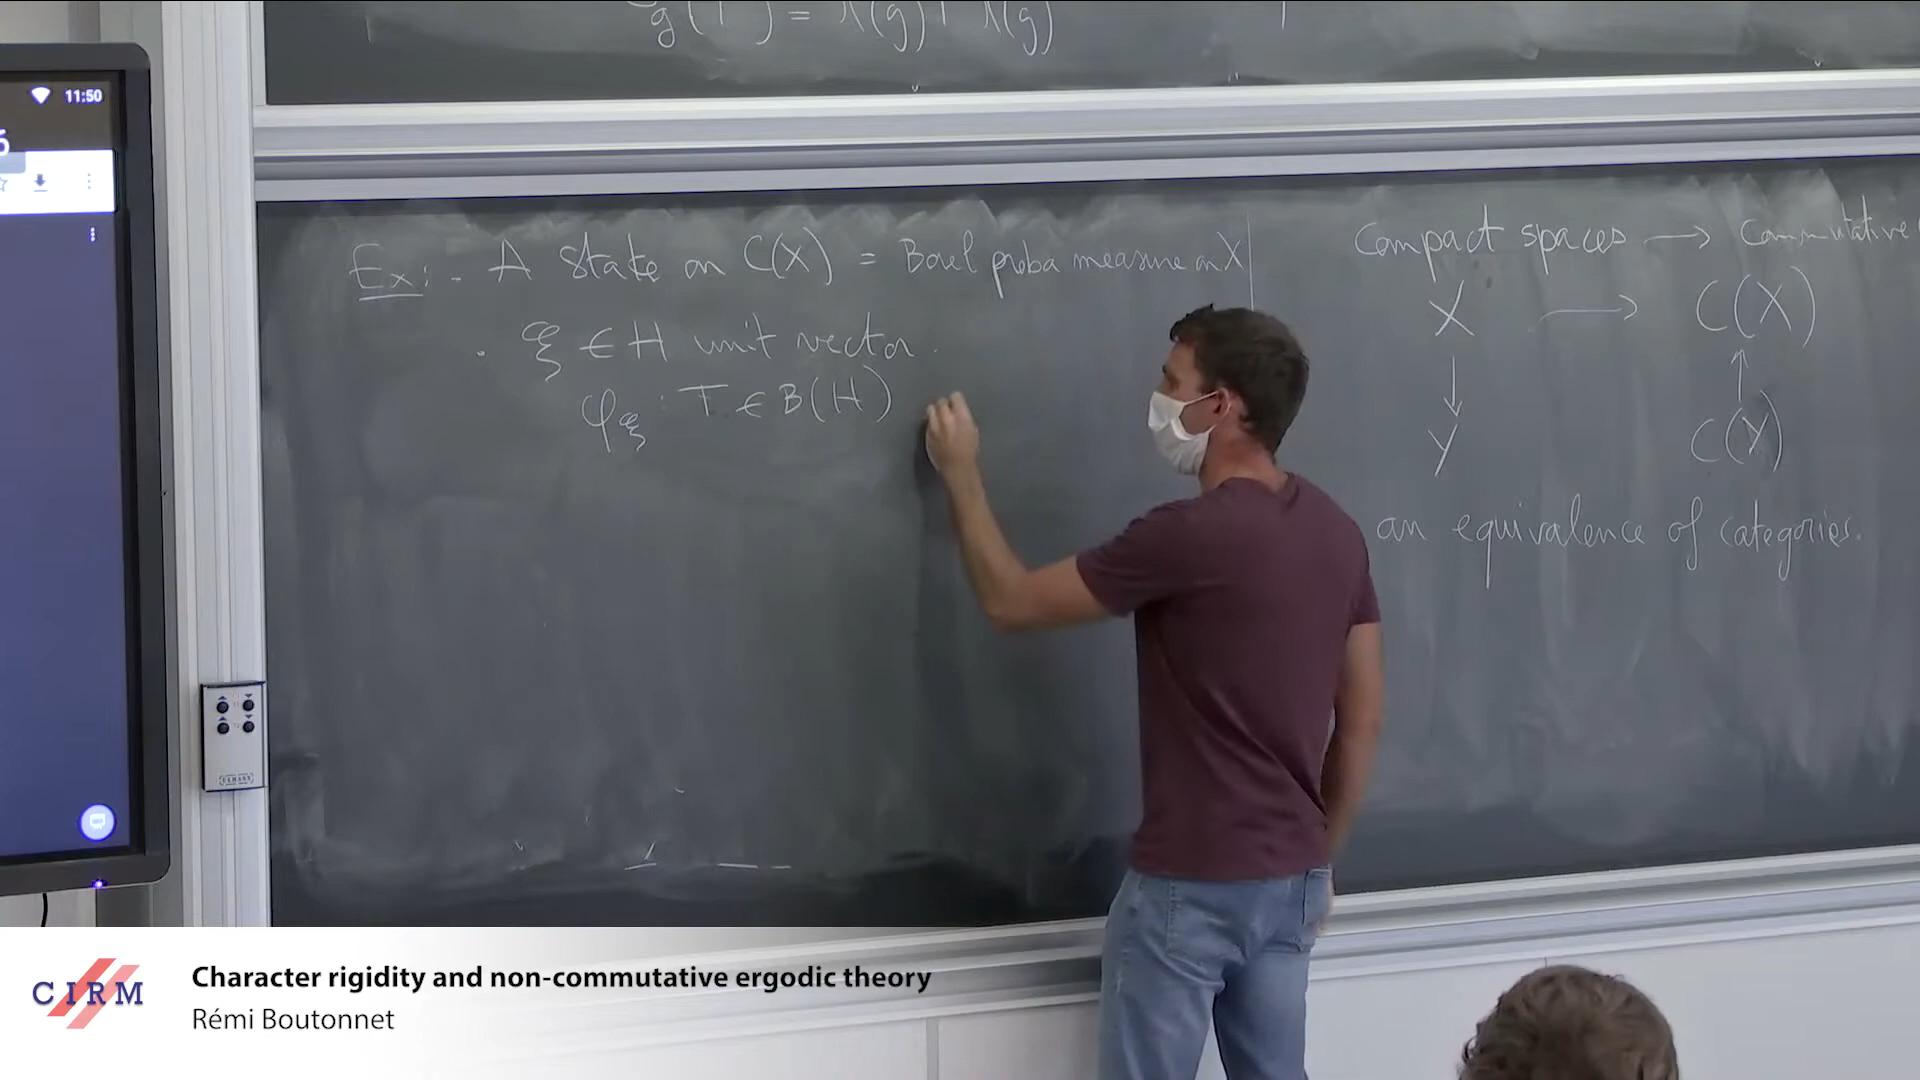 11:50
g(T) = λ(g)T λ(g)
Ex: - A state on C(X) = Borel proba measure on X
. ξ ∈ H unit vector.
φξ : T ∈ B(H)
Compact spaces → Commutative
X → C(X)
↓ ↑
Y C(Y)
an equivalence of categories.
CIRM
Character rigidity and non-commutative ergodic theory
Rémi Boutonnet